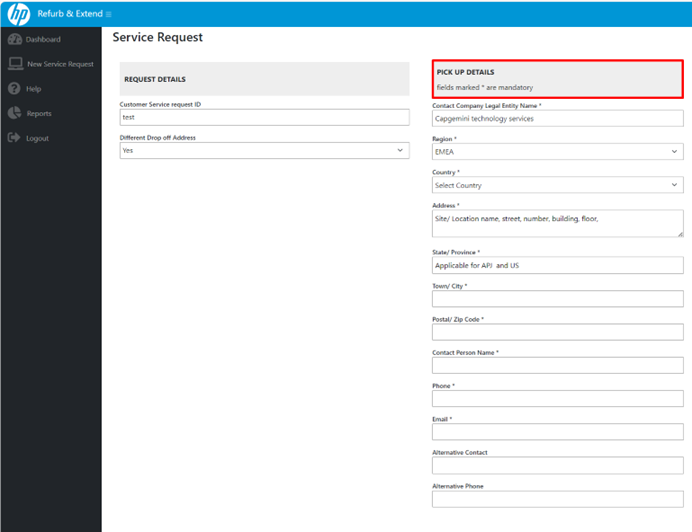 hp Refurb & Extend
Dashboard
New Service Request
Help
Reports
Logout
Service Request
REQUEST DETAILS
Customer Service request ID
test
Different Drop off Address
Yes
PICK UP DETAILS
fields marked * are mandatory
Contact Company Legal Entity Name *
Capgemini technology services
Region *
EMEA
Country *
Select Country
Address *
Site/ Location name, street, number, building, floor,
State/ Province *
Applicable for APJ and US
Town/ City *
Postal/ Zip Code *
Contact Person Name *
Phone *
Email *
Alternative Contact
Alternative Phone